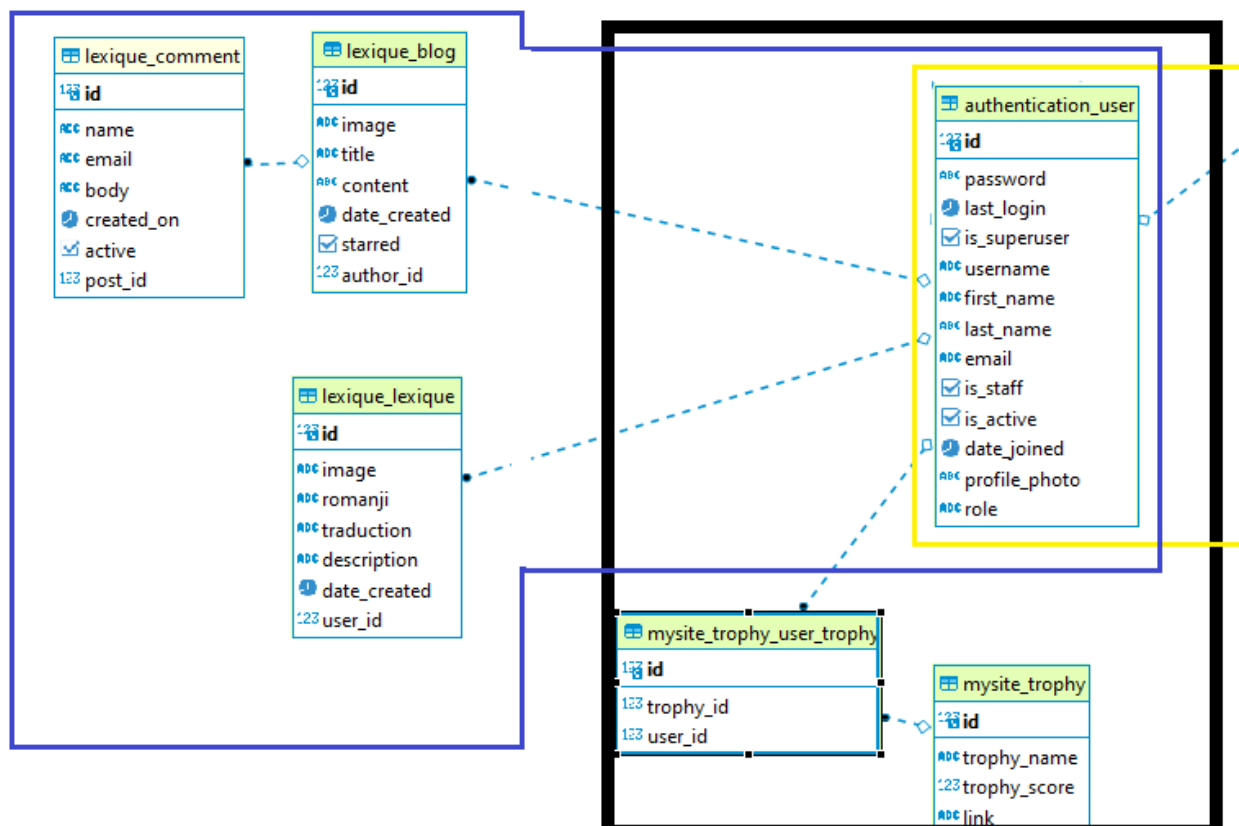 lexique_comment
id
name
email
body
created_on
active
post_id
lexique_blog
id
image
title
content
date_created
starred
author_id
authentication_user
id
password
last_login
is_superuser
username
first_name
last_name
email
is_staff
is_active
date_joined
profile_photo
role
lexique_lexique
id
image
romanji
traduction
description
date_created
user_id
mysite_trophy_user_trophy
id
trophy_id
user_id
mysite_trophy
id
trophy_name
trophy_score
link